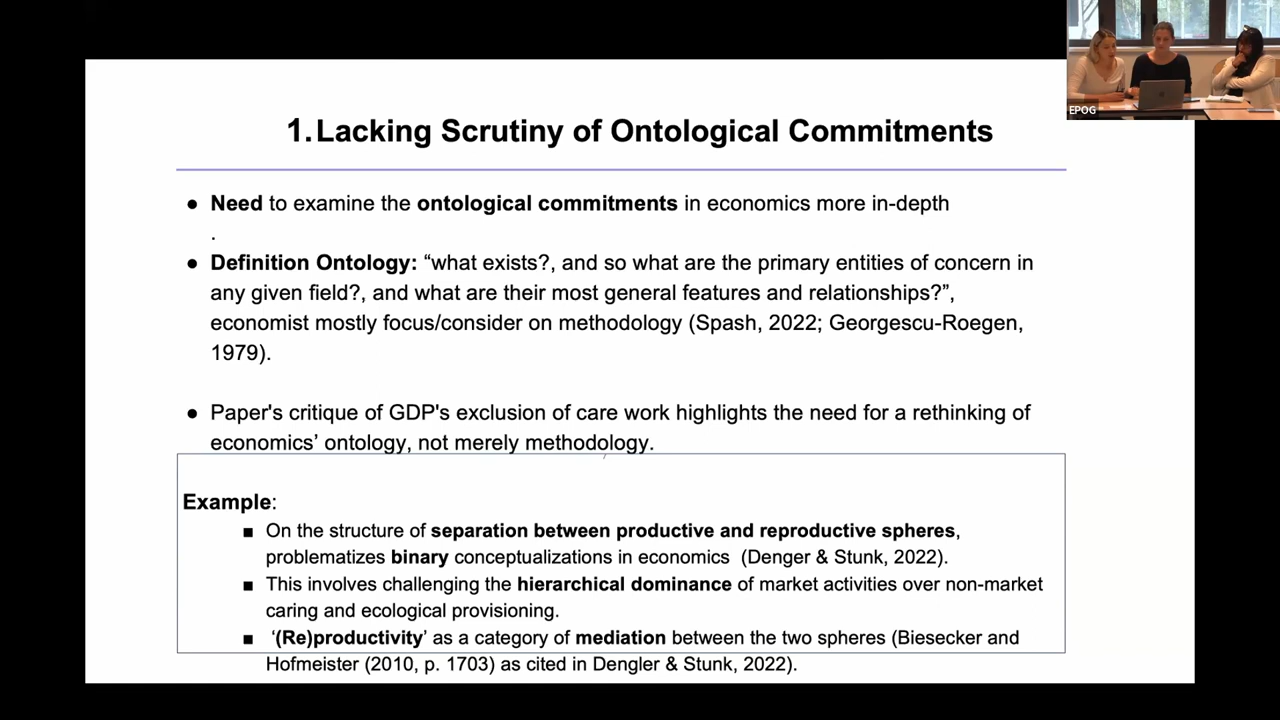 EPOG
1. Lacking Scrutiny of Ontological Commitments
● Need to examine the ontological commitments in economics more in-depth
.
● Definition Ontology: “what exists?, and so what are the primary entities of concern in
any given field?, and what are their most general features and relationships?”,
economist mostly focus/consider on methodology (Spash, 2022; Georgescu-Roegen,
1979).
● Paper's critique of GDP's exclusion of care work highlights the need for a rethinking of
economics’ ontology, not merely methodology.
Example:
■ On the structure of separation between productive and reproductive spheres,
problematizes binary conceptualizations in economics (Denger & Stunk, 2022).
■ This involves challenging the hierarchical dominance of market activities over non-market
caring and ecological provisioning.
■ ‘(Re)productivity’ as a category of mediation between the two spheres (Biesecker and
Hofmeister (2010, p. 1703) as cited in Dengler & Stunk, 2022).